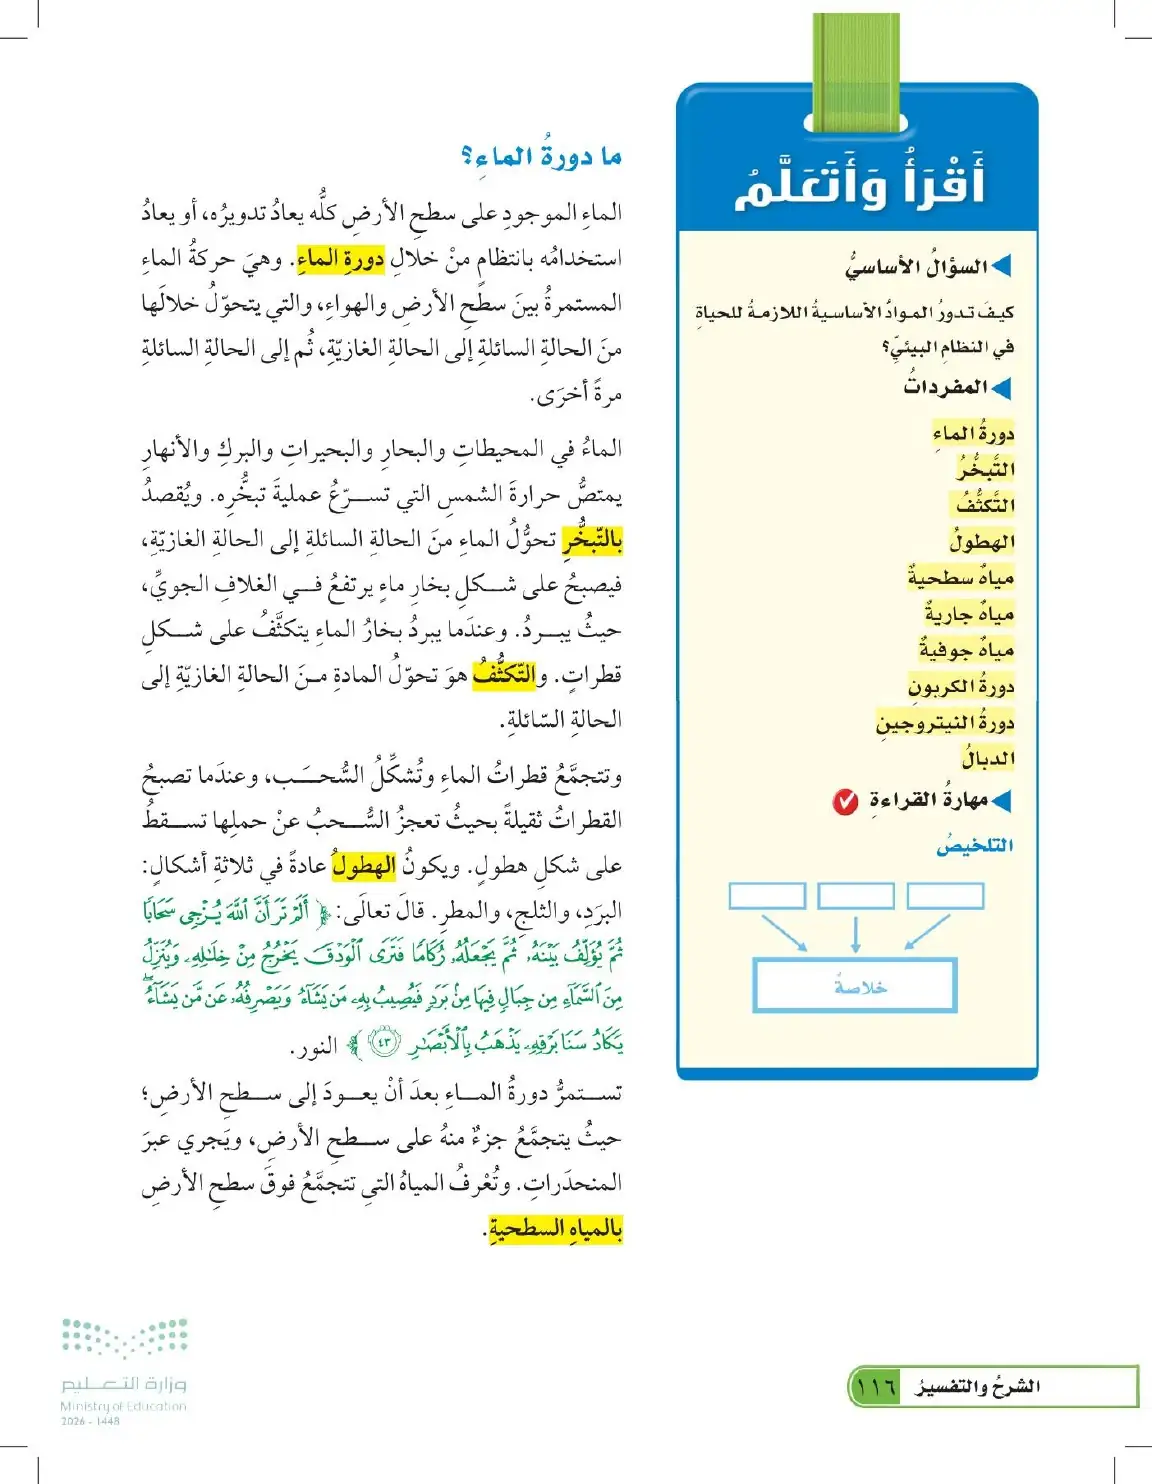 أَقْرَأُ وَأَتَعَلَّمُ
السؤالُ الأساسيُّ
كيفَ تدورُ الموادُّ الأساسيةُ اللازمةُ للحياةِ
في النظامِ البيئيِّ؟
المفرداتُ
دورةُ الماءِ
التَّبخُّرُ
التَّكثُّفُ
الهطولُ
مياهٌ سطحيةٌ
مياهٌ جاريةٌ
مياهٌ جوفيةٌ
دورةُ الكربونِ
دورةُ النيتروجينِ
الدبالُ
مهارةُ القراءةِ
التلخيصُ
خلاصةٌ
ما دورةُ الماءِ؟
الماءِ الموجودِ على سطحِ الأرضِ كلُّه يعادُ تدويرُه، أو يعادُ
استخدامُه بانتظامٍ منْ خلالِ دورةِ الماءِ. وهيَ حركةُ الماءِ
المستمرةُ بينَ سطحِ الأرضِ والهواءِ، والتي يتحوّلُ خلالَها
منَ الحالةِ السائلةِ إلى الحالةِ الغازيّةِ، ثُم إلى الحالةِ السائلةِ
مرةً أخرَى.
الماءُ في المحيطاتِ والبحارِ والبحيراتِ والبركِ والأنهارِ
يمتصُّ حرارةَ الشمسِ التي تسرّعُ عمليةَ تبخُّرِه. ويُقصدُ
بالتّبخُّرِ تحوُّلُ الماءِ منَ الحالةِ السائلةِ إلى الحالةِ الغازيّةِ،
فيصبحُ على شكلِ بخارِ ماءٍ يرتفعُ في الغلافِ الجويِّ،
حيثُ يبردُ. وعندَما يبردُ بخارُ الماءِ يتكثَّفُ على شكلِ
قطراتٍ. والتّكثُّفُ هوَ تحوّلُ المادةِ منَ الحالةِ الغازيّةِ إلى
الحالةِ السّائلةِ.
وتتجمَّعُ قطراتُ الماءِ وتُشكِّلُ السُّحبَ، وعندَما تصبحُ
القطراتُ ثقيلةً بحيثُ تعجزُ السُّحبُ عنْ حملِها تسقطُ
على شكلِ هطولٍ. ويكونُ الهطولُ عادةً في ثلاثةِ أشكالٍ:
البرَدِ، والثلجِ، والمطرِ. قالَ تعالَى: ﴿ أَلَمْ تَرَ أَنَّ ٱللَّهَ يُزْجِى سَحَابًا
ثُمَّ يُؤَلِّفُ بَيْنَهُۥ ثُمَّ يَجْعَلُهُۥ رُكَامًا فَتَرَى ٱلْوَدْقَ يَخْرُجُ مِنْ خِلَٰلِهِۦ وَيُنَزِّلُ
مِنَ ٱلسَّمَآءِ مِن جِبَالٍ فِيهَا مِنۢ بَرَدٍ فَيُصِيبُ بِهِۦ مَن يَشَآءُ وَيَصْرِفُهُۥ عَن مَّن يَشَآءُ ۖ
يَكَادُ سَنَا بَرْقِهِۦ يَذْهَبُ بِٱلْأَبْصَٰرِ ٤٣ ﴾ النور.
تستمرُّ دورةُ الماءِ بعدَ أنْ يعودَ إلى سطحِ الأرضِ؛
حيثُ يتجمَّعُ جزءٌ منهُ على سطحِ الأرضِ، ويَجري عبرَ
المنحدَراتِ. وتُعْرفُ المياهُ التي تتجمَّعُ فوقَ سطحِ الأرضِ
بالمياهِ السطحيةِ.
وزارة التعليم
Ministry of Education
2026 - 1448
الشرحُ والتفسيرُ
١١٦